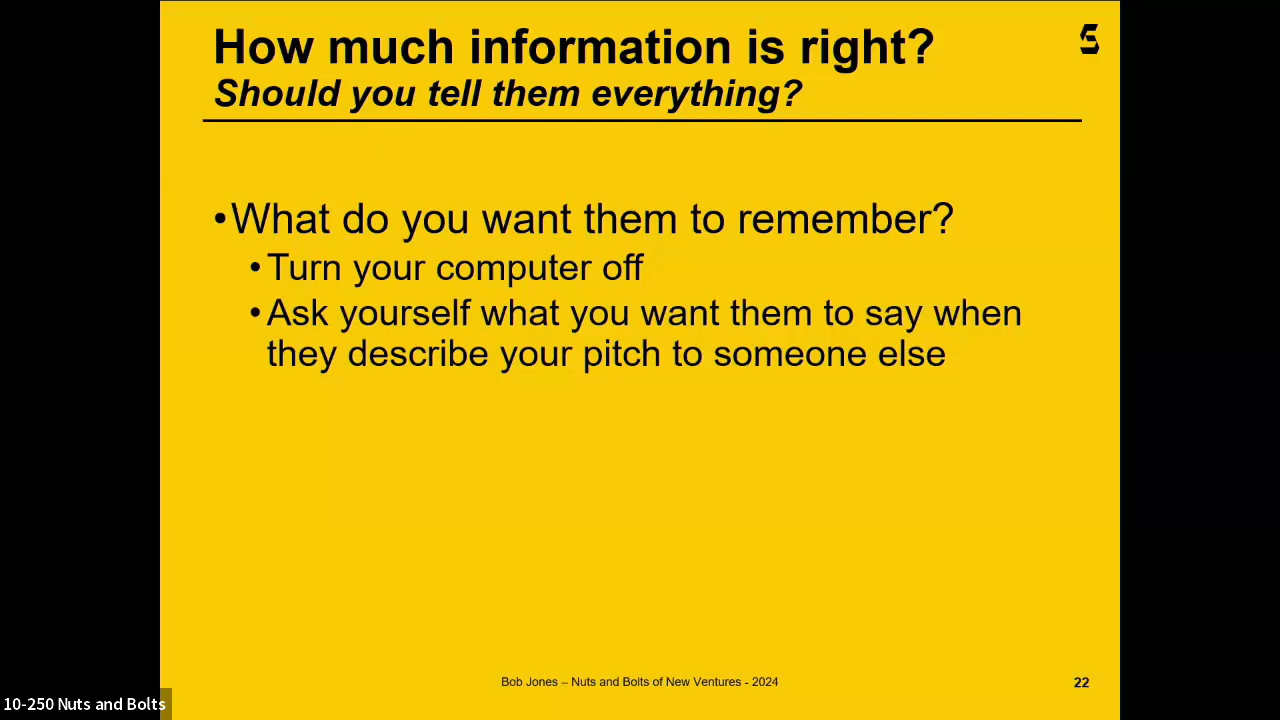 How much information is right?
Should you tell them everything?
•What do you want them to remember?
•Turn your computer off
•Ask yourself what you want them to say when
they describe your pitch to someone else
Bob Jones – Nuts and Bolts of New Ventures - 2024
22
10-250 Nuts and Bolts